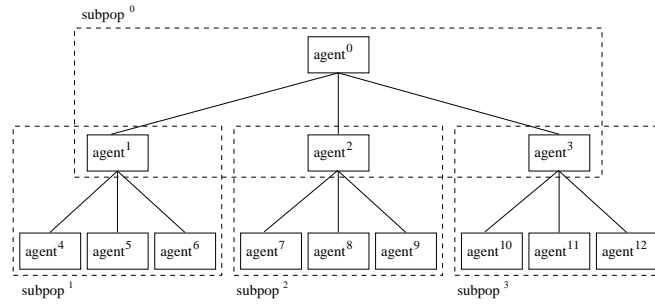 subpop 0
agent0
agent1 agent2 agent3
agent4 agent5 agent6 agent7 agent8 agent9 agent10 agent11 agent12
subpop 1 subpop 2 subpop 3